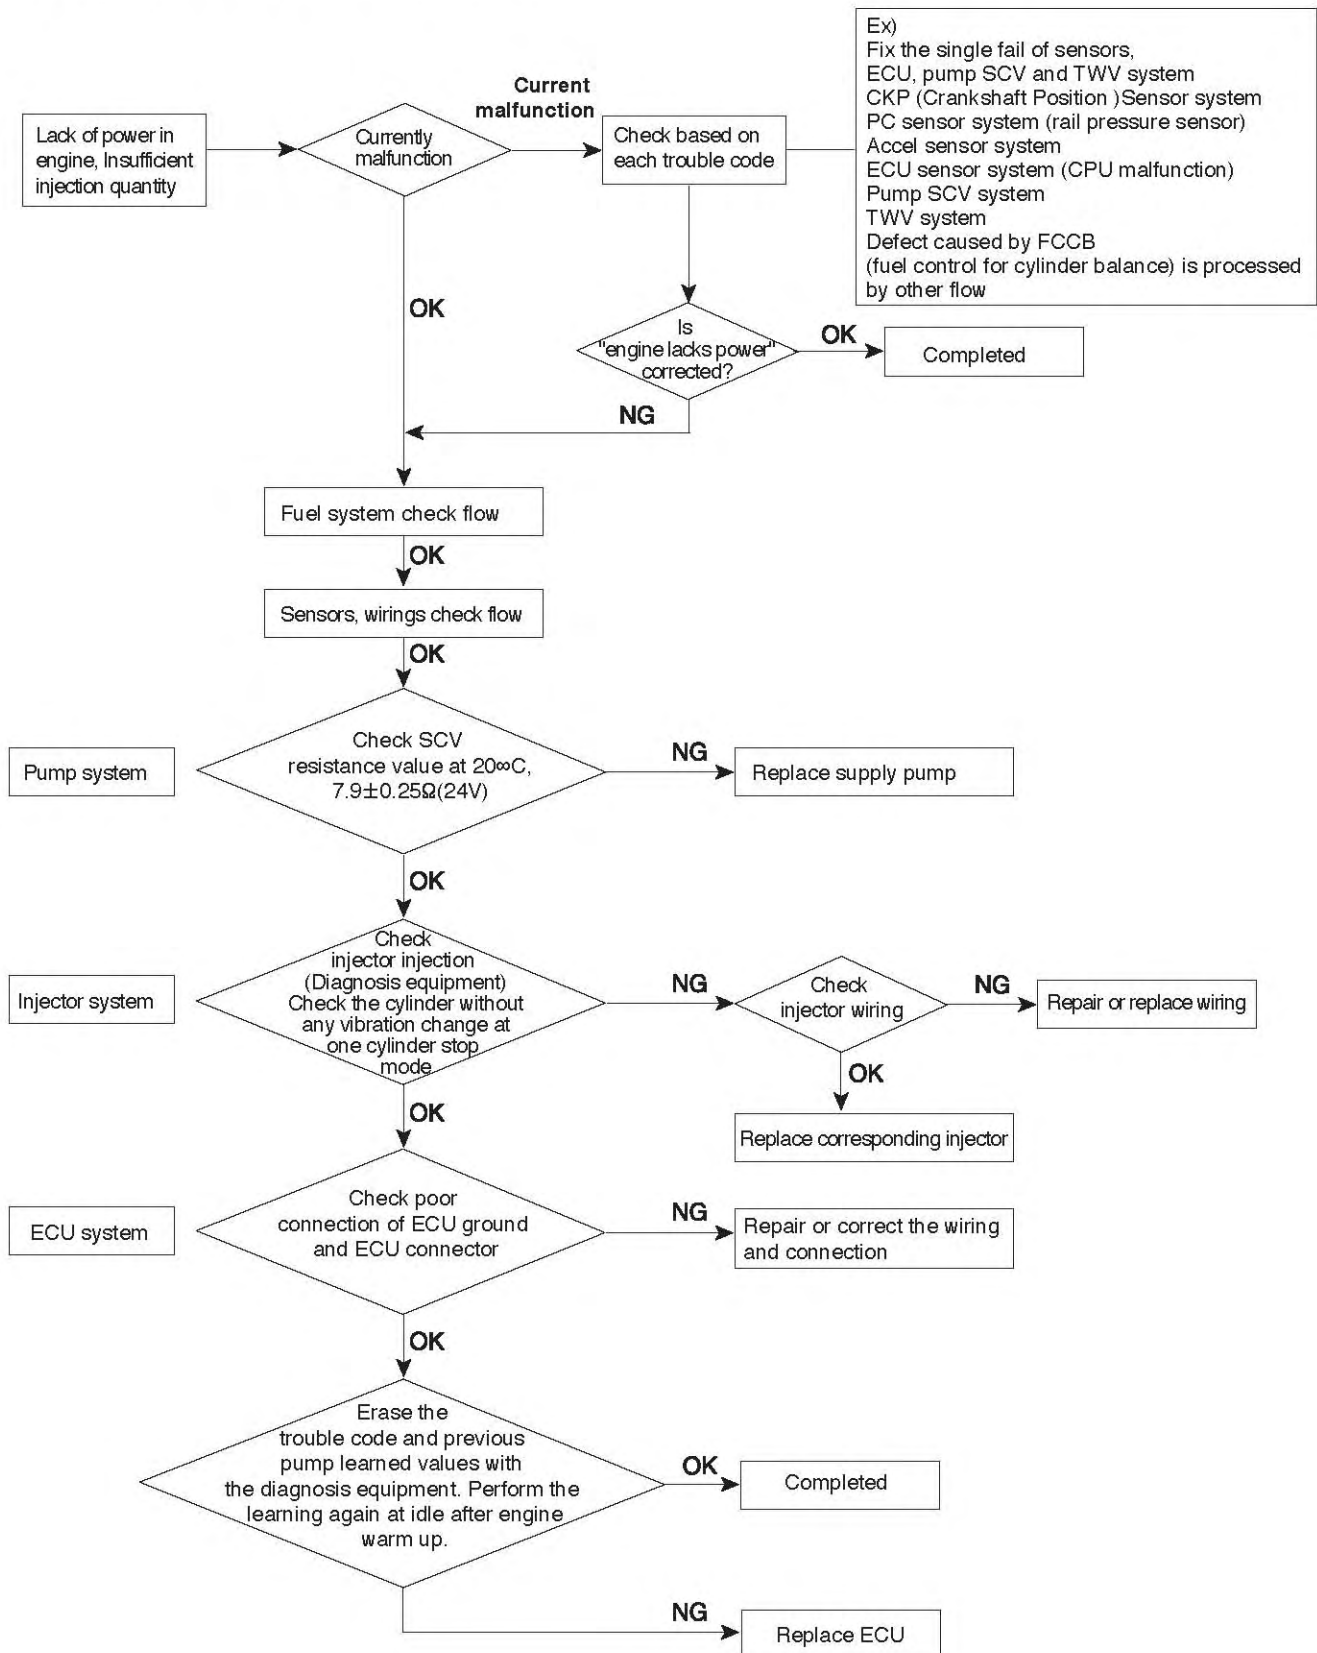 Lack of power in
engine, Insufficient
injection quantity
Currently
malfunction
Current
malfunction
Check based on
each trouble code
Ex)
Fix the single fail of sensors,
ECU, pump SCV and TWV system
CKP (Crankshaft Position )Sensor system
PC sensor system (rail pressure sensor)
Accel sensor system
ECU sensor system (CPU malfunction)
Pump SCV system
TWV system
Defect caused by FCCB
(fuel control for cylinder balance) is processed
by other flow
OK
Is
"engine lacks power"
corrected?
OK
Completed
NG
Fuel system check flow
OK
Sensors, wirings check flow
OK
Pump system
Check SCV
resistance value at 20∞C,
7.9±0.25Ω(24V)
NG
Replace supply pump
OK
Injector system
Check
injector injection
(Diagnosis equipment)
Check the cylinder without
any vibration change at
one cylinder stop
mode
NG
Check
injector wiring
NG
Repair or replace wiring
OK
Replace corresponding injector
OK
ECU system
Check poor
connection of ECU ground
and ECU connector
NG
Repair or correct the wiring
and connection
OK
Erase the
trouble code and previous
pump learned values with
the diagnosis equipment. Perform the
learning again at idle after engine
warm up.
OK
Completed
NG
Replace ECU